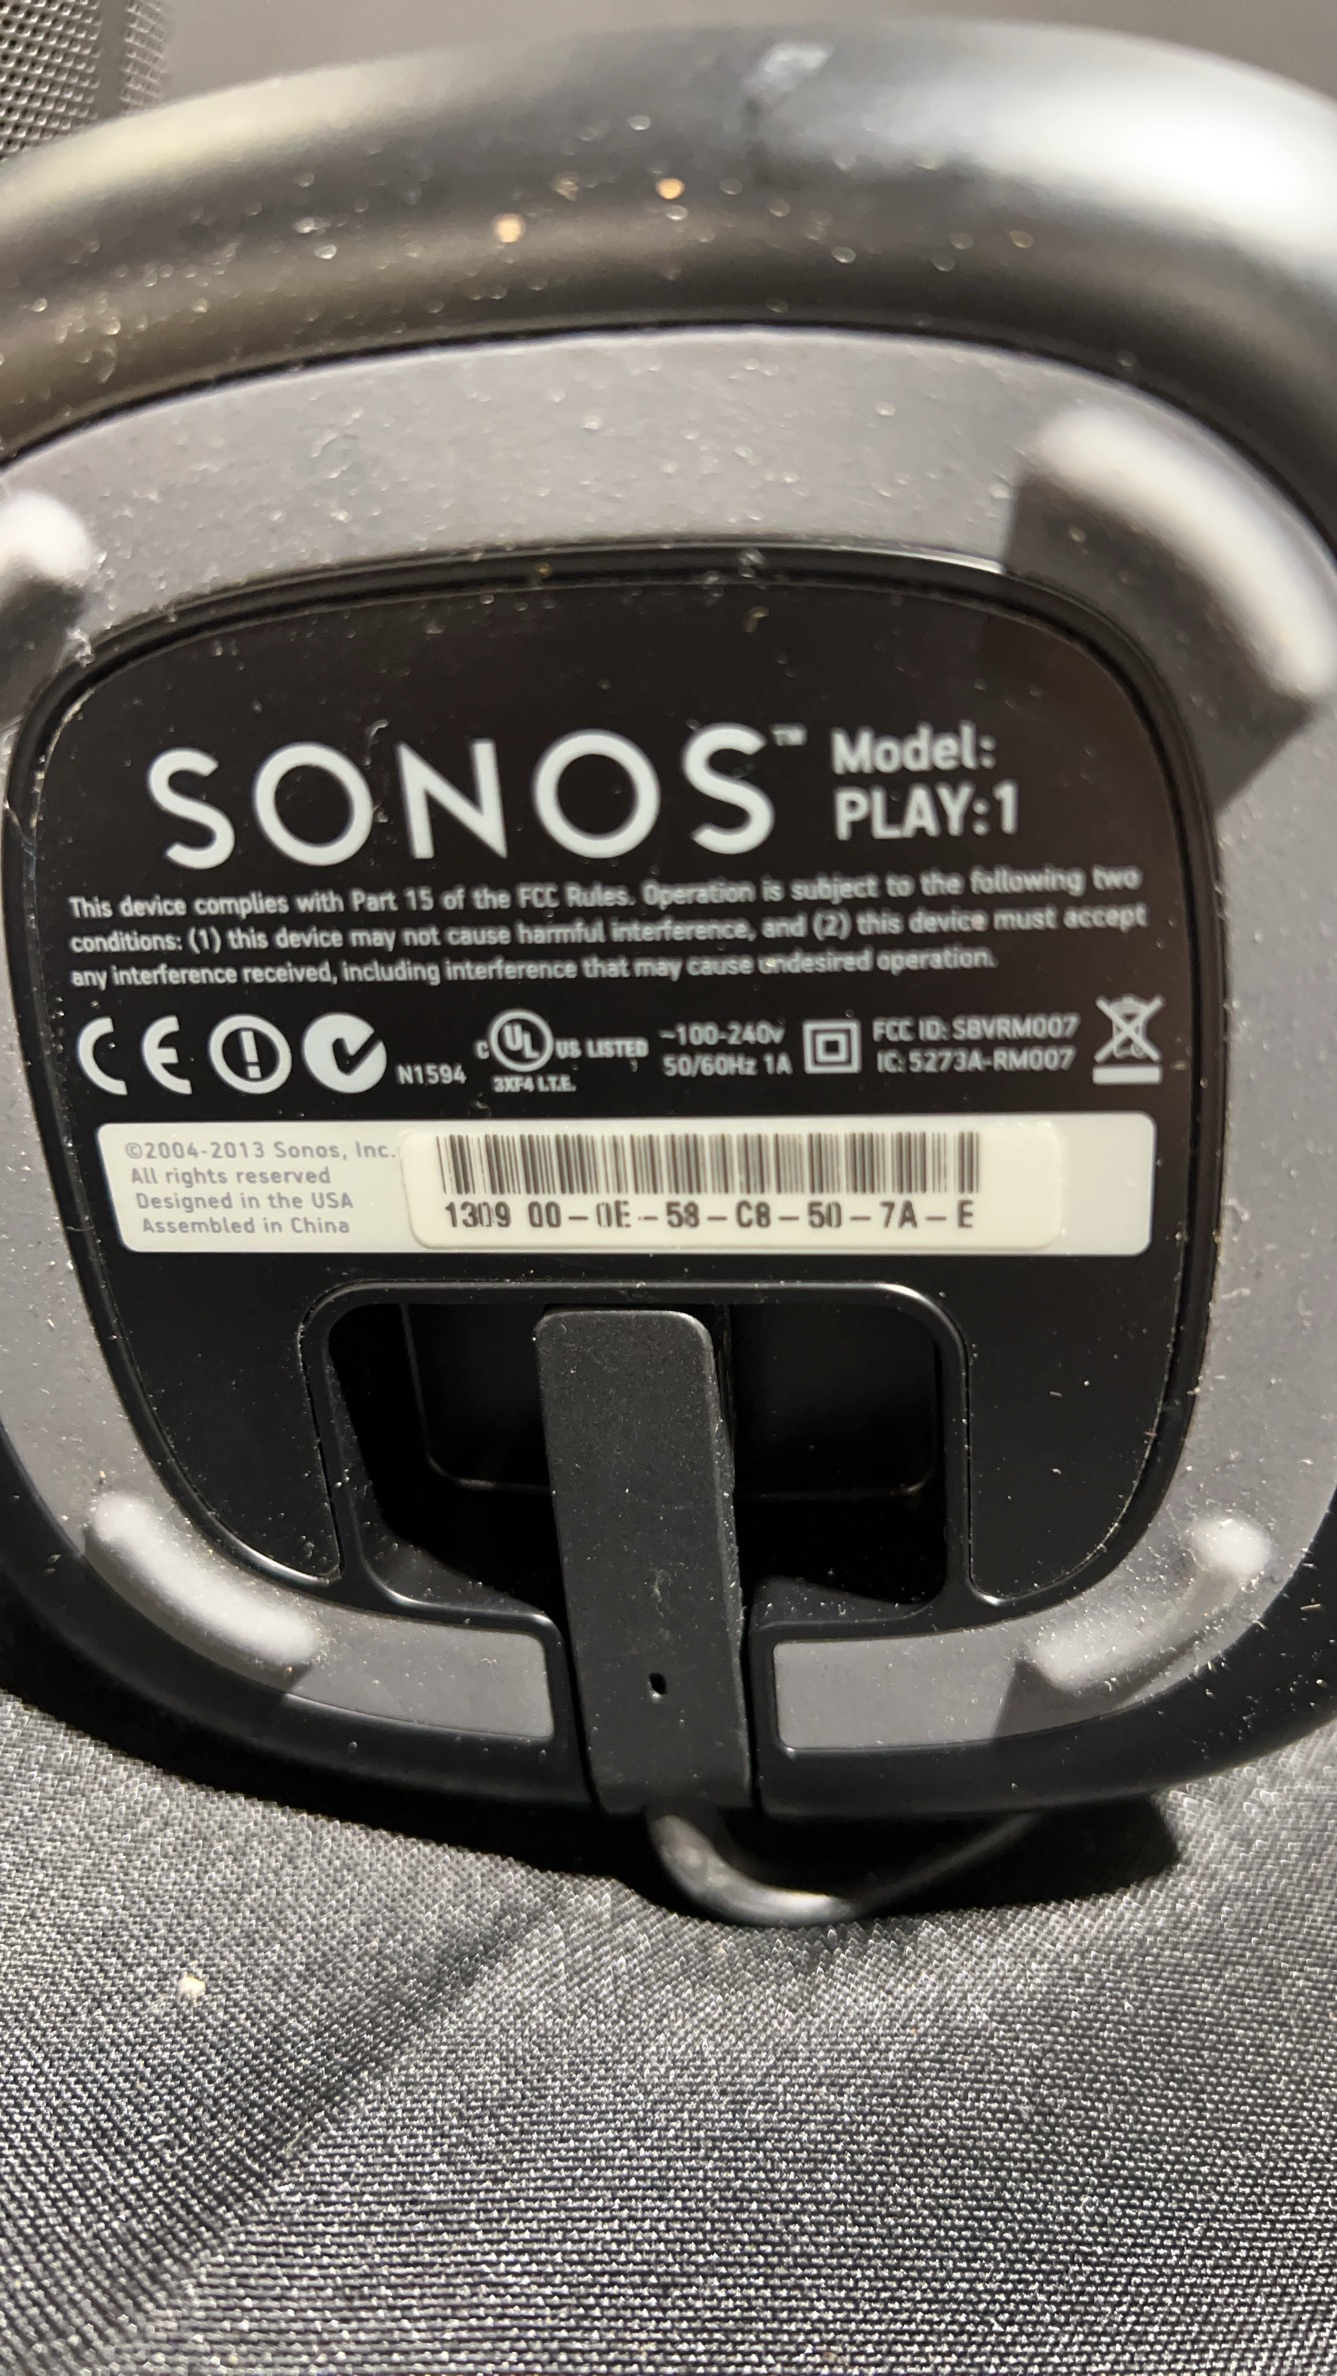 SONOS™
Model:
PLAY:1
This device complies with Part 15 of the FCC Rules. Operation is subject to the following two
conditions: (1) this device may not cause harmful interference, and (2) this device must accept
any interference received, including interference that may cause undesired operation.
CE
N1594
c UL US LISTED
3XF4 I.T.E.
~100-240v
50/60Hz 1A
FCC ID: SBVRM007
IC: 5273A-RM007
©2004-2013 Sonos, Inc.
All rights reserved
Designed in the USA
Assembled in China
1309 00-0E-58-C8-50-7A-E